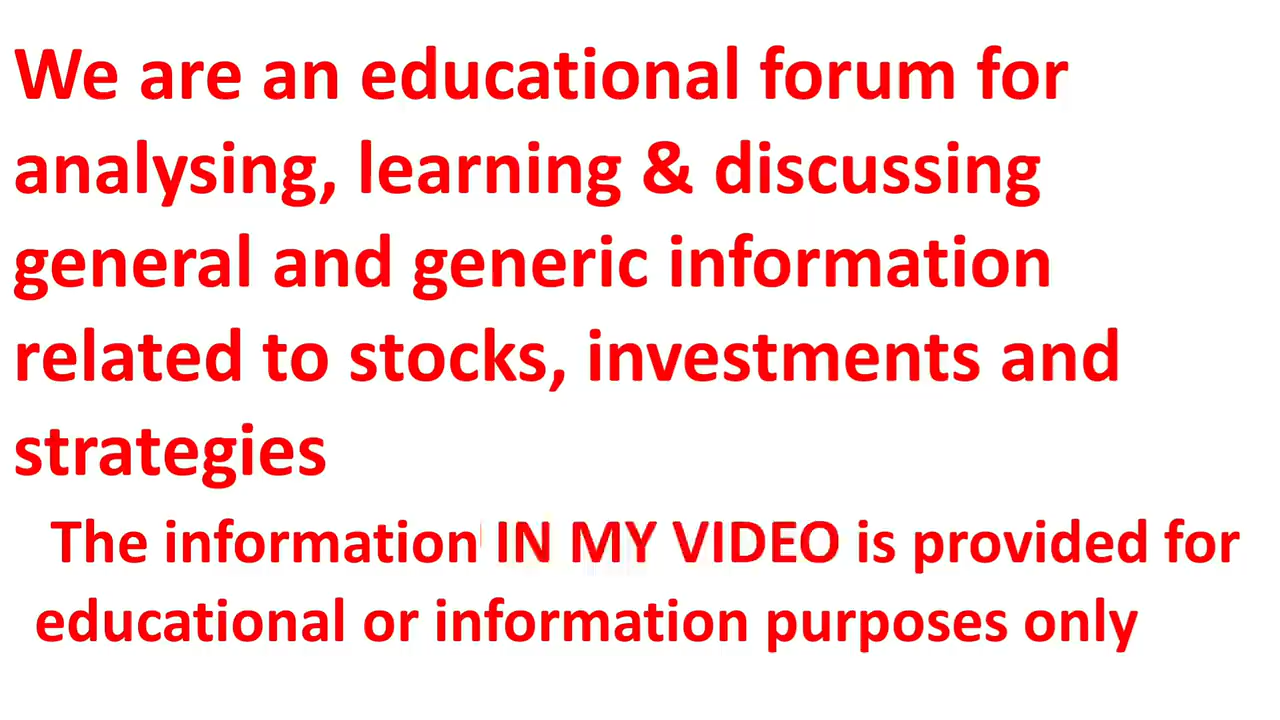 We are an educational forum for
analysing, learning & discussing
general and generic information
related to stocks, investments and
strategies
The information IN MY VIDEO is provided for
educational or information purposes only